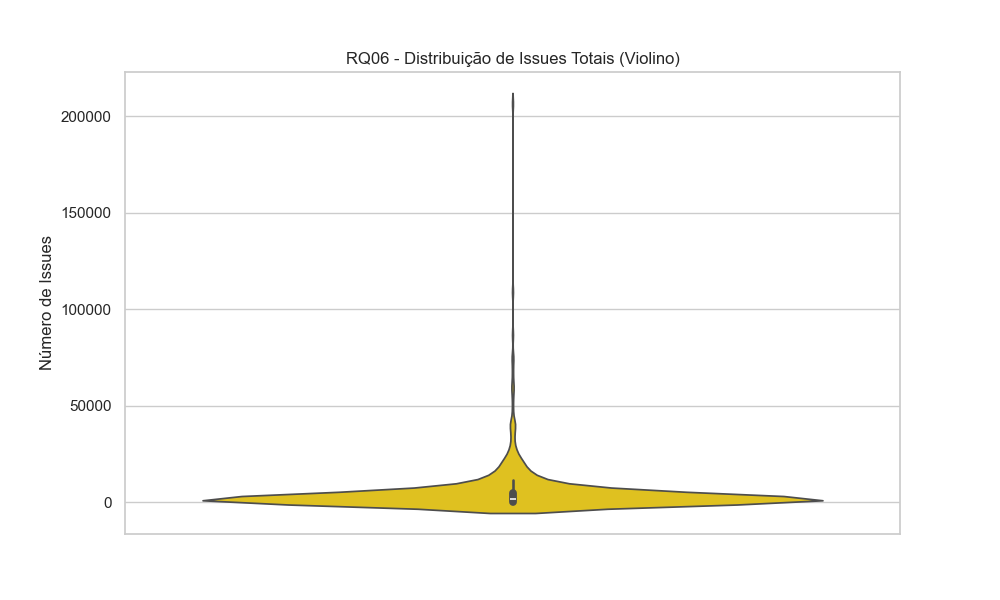 RQ06 - Distribuição de Issues Totais (Violino)
200000
150000
100000
50000
0
Número de Issues